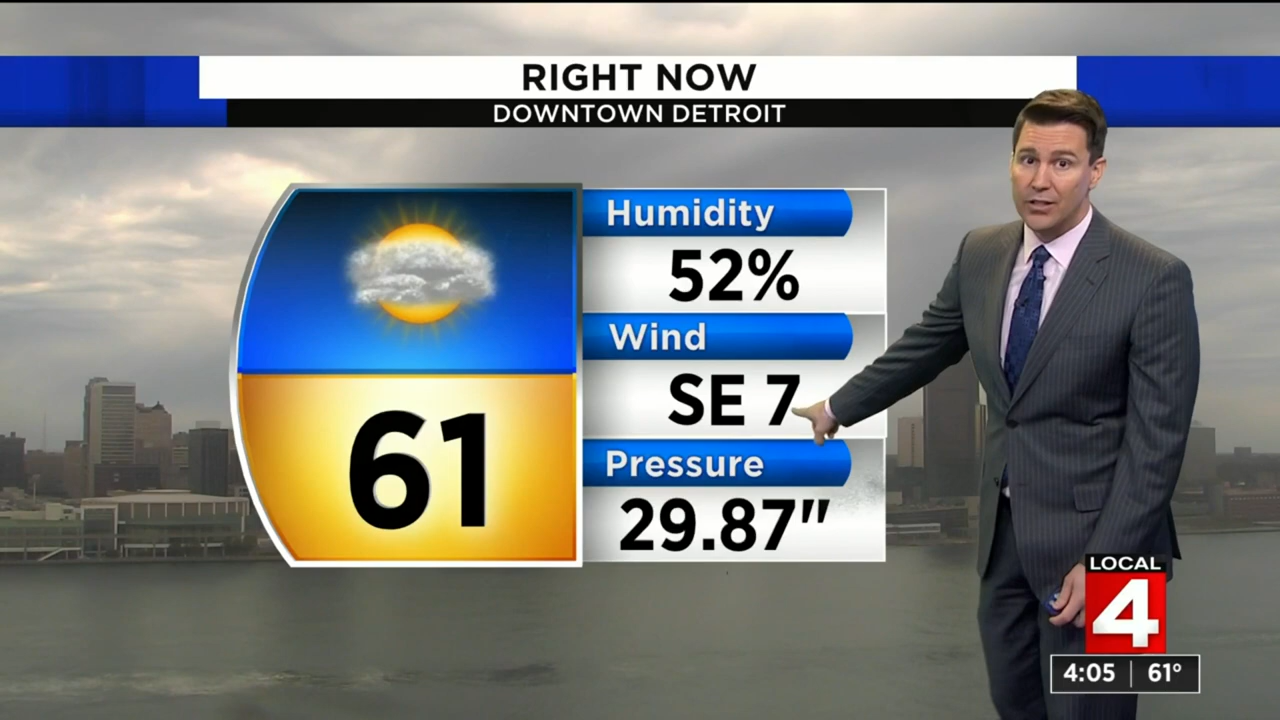 RIGHT NOW
DOWNTOWN DETROIT
Humidity
52%
Wind
SE 7
Pressure
29.87"
61
LOCAL
4
4:05 61°